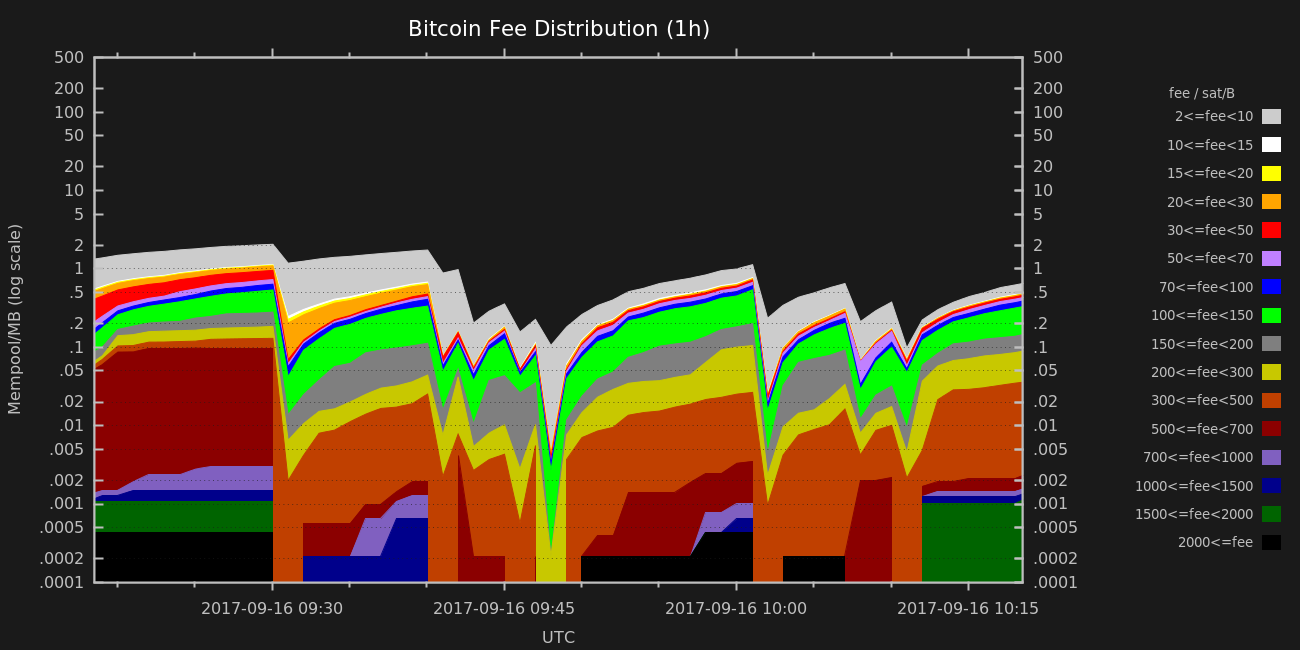 Bitcoin Fee Distribution (1h)
500 500
200 200
100 100
50 50
20 20
10 10
5 5
2 2
1 1
.5 .5
.2 .2
.1 .1
.05 .05
.02 .02
.01 .01
.005 .005
.002 .002
.001 .001
.0005 .0005
.0002 .0002
.0001 .0001
Mempool/MB (log scale)
2017-09-16 09:30 2017-09-16 09:45 2017-09-16 10:00 2017-09-16 10:15
UTC
fee / sat/B
2<=fee<10
10<=fee<15
15<=fee<20
20<=fee<30
30<=fee<50
50<=fee<70
70<=fee<100
100<=fee<150
150<=fee<200
200<=fee<300
300<=fee<500
500<=fee<700
700<=fee<1000
1000<=fee<1500
1500<=fee<2000
2000<=fee